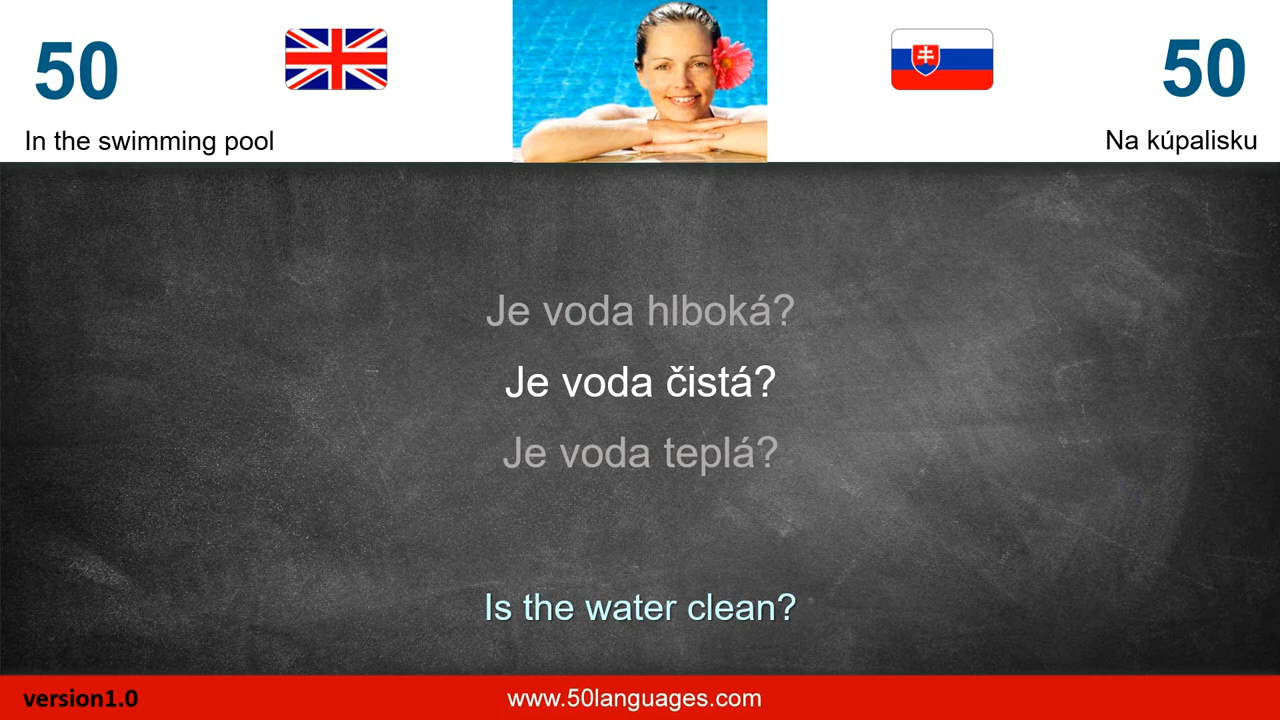 50
50
In the swimming pool
Na kúpalisku
Je voda hlboká?
Je voda čistá?
Je voda teplá?
Is the water clean?
version1.0
www.50languages.com